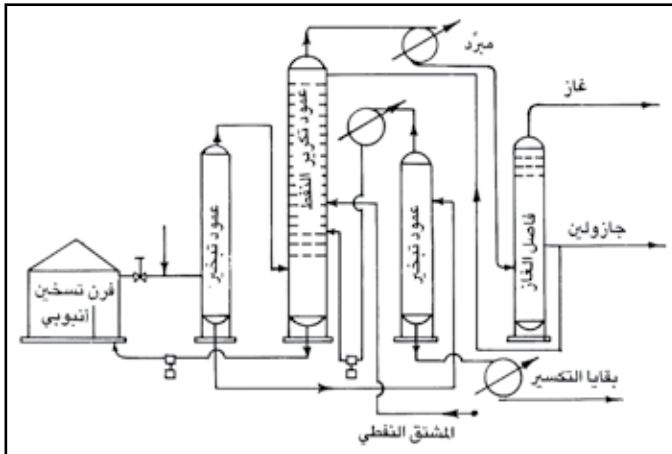 مبرّد
غاز
عمود تكرير النفط
عمود تبخير
عمود تبخير
فاصل الغاز
جازولين
فرن تسخين
أنبوبي
بقايا التكسير
المشتق النفطي